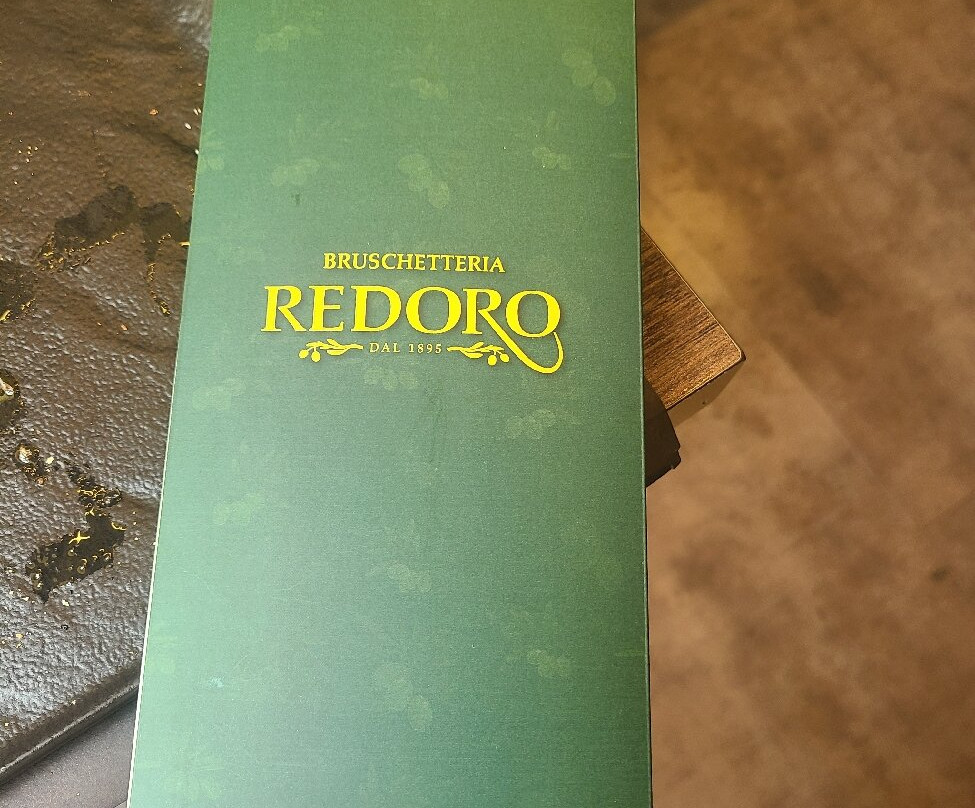 BRUSCHETTERIA
REDORO
DAL 1895